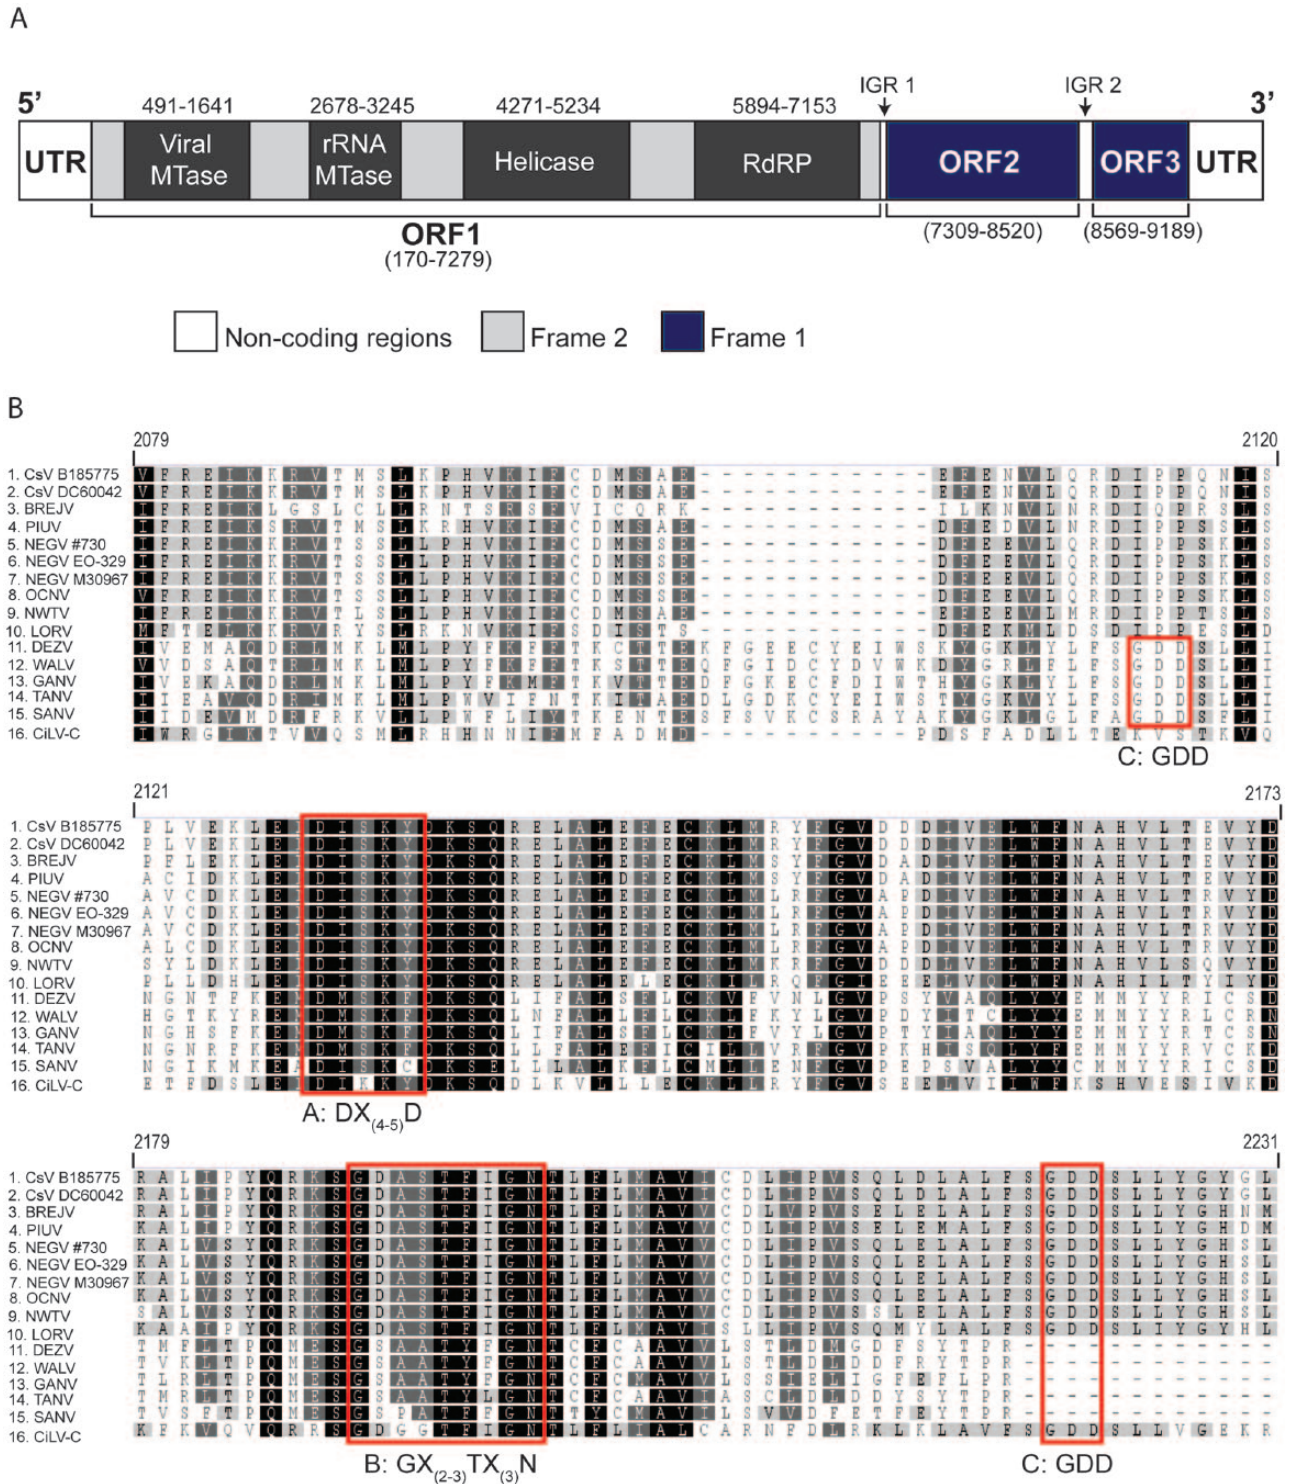 A
5'
491-1641
2678-3245
4271-5234
5894-7153
IGR 1
IGR 2
3'
UTR
Viral
MTase
rRNA
MTase
Helicase
RdRP
ORF2
ORF3
UTR
ORF1
(170-7279)
(7309-8520)
(8569-9189)
Non-coding regions
Frame 2
Frame 1
B
2079 2120
1. CsV B185775 V F R E I K K R V T M S L K P H V K I F C D M S A E - - - - - - - - - - - E F E N V L Q R D I P P Q N I S
2. CsV DC60042 V F R E I K K R V T M S L K P H V K I F C D M S A E - - - - - - - - - - - E F E N V L Q R D I P P Q N I S
3. BREJV I F R E I K L G S L C L L R N T S R S F V I C Q R K - - - - - - - - - - - I L K N V L N R D I Q P R S L S
4. PIUV I F R E I K S R V T M S L K R H V K I F C D M S A E - - - - - - - - - - - D F E D V L N R D I P P S S L S
5. NEGV #730 I F R E I K K R V T S S L L P H V K I F C D M S S E - - - - - - - - - - - D F E E V L Q R D I P P S K L S
6. NEGV EO-329 I F R E I K K R V T S S L L P H V K I F C D M S S E - - - - - - - - - - - D F E E V L Q R D I P P S K L S
7. NEGV M30967 I F R E I K K R V T S S L L P H V K I F C D M S S E - - - - - - - - - - - D F E E V L Q R D I P P S K L S
8. OCNV V F R E I K K R V T S S L L P H V K I F C D M S S E - - - - - - - - - - - D F E E V L Q R D I P P S K L S
9. NWTV I F R E I K K R V T L S L L P H V K I F C D M S A E - - - - - - - - - - - E F E E V L M R D I P P T S L S
10. LORV M F T E L K K R V R Y S L R K N V K I F S D I S T S - - - - - - - - - - - D F E K M L D S D I P P E S L D
11. DEZV I V E M A Q D R L M K L M L P Y F K F F T K C T T E K F G E E C Y E I W S K Y G K L Y L F S G D D S L L I
12. WALV V V D S A Q T R L M K L M L P Y F K F F T K S T T E Q F G I D C Y D V W K D Y G R L F L F S G D D S L L I
13. GANV I V E K A Q D R L M K L M L P Y F K M F T K V T T E D F G K E C F D I W T H Y G K L Y L F S G D D S L L I
14. TANV I I E A V Q D R I M K L M L P W V I F N T K I T A E D L G D K C Y E I W S T Y G K V Y L F S G D D S L L I
15. SANV I I D E V M D R F R K V L L P W F L I Y T K E N T E S F S V K C S R A Y A K Y G K L G L F A G D D S F L I
16. CiLV-C I W R G I K T V V Q S M L R H H N N I F M F A D M D - - - - - - - - - - P D S F A D L L T E K V S T K V Q
C: GDD
2121 2173
1. CsV B185775 P L V E K L E D I S K Y D K S Q R E L A L E F E C K L M R Y F G V D D D I V E L W F N A H V L T E V Y D
2. CsV DC60042 P L V E K L E D I S K Y D K S Q R E L A L E F E C K L M R Y F G V D D D I V E L W F N A H V L T E V Y D
3. BREJV P F L E K L E D I S K Y D K S Q R E L A L E F E C K L M S Y F G V D A D I V E L W F N A H V L T E V Y D
4. PIUV A C I D K L E D I S K Y D K S Q R E L A L D F E C K L M S Y F G V D A D I V E L W F N A H V L T E V Y D
5. NEGV #730 A V C D K L E D I S K Y D K S Q R E L A L E F E C K L M L R F G V A P D I V E L W F N A H V L T R V Y D
6. NEGV EO-329 A V C D K L E D I S K Y D K S Q R E L A L E F E C K L M L R F G V A P D I V E L W F N A H V L T R V Y D
7. NEGV M30967 A V C D K L E D I S K Y D K S Q R E L A L E F E C K L M L R F G V A P D I V E L W F N A H V L T R V Y D
8. OCNV A L C D K L E D I S K Y D K S Q R E L A L E F E C K L M L R F G V A P D I V E L W F N A H V L T R V Y D
9. NWTV S Y L D K L E D I S K Y D K S Q R E L A L E F E C K L M K R F G V D D D L V E L W F N A H V L S Q V Y D
10. LORV P L L D H L E D I S K Y D K S Q R E L A L E L L E C K I L R Q F G I E E E L V Q L W F N A H I L T Y I Y D
11. DEZV N G N T F K E D M S K F D K S Q L I F A L S F L C K V F V N L G V P S Y V A Q L Y Y E M M Y Y R I C S D
12. WALV H G T K Y R E D M S K F D K S Q L N F A L L F L C K L F K Y L G V P D Y I T C L Y Y E M M Y Y R L C R N
13. GANV N G H S F K E D M S K F D K S Q L I F A L S F L C K L F V Y L G V P T Y I A Q L Y Y E M M Y Y R T C S N
14. TANV N G N R F K E D M S K F D K S Q L L F A L E F I C I L L V R F G V P K H I S Q L Y F E M M Y Y R V C K D
15. SANV N G I K M K E D I S K C D K S E L L L A L K F L C M L L E N F G V P E P S V A L Y Y C M M Y Y R I C S D
16. CiLV-C E T F D S L E D I K K Y D K S Q D L K V L L L E C K L L R Y F G V S E E L V I I W F K S H V E S I V K D
A: DX(4-5)D
2179 2231
1. CsV B185775 R A L I P Y Q R K S G D A S T F I G N T L F L M A V I C D L I P V S Q L D L A L F S G D D S L L Y G Y G L
2. CsV DC60042 R A L I P Y Q R K S G D A S T F I G N T L F L M A V I C D L I P V S Q L D L A L F S G D D S L L Y G Y G L
3. BREJV R A L I P Y Q R K S G D A S T F I G N T L F L M A V V C D L V P V S E L E L A L F S G D D S L L Y G H N M
4. PIUV K A L I P Y Q R K S G D A S T F I G N T L F L M A V V C D L I P V S E L E M A L F S G D D S L L Y G H D M
5. NEGV #730 K A L V S Y Q R K S G D A S T F I G N T L F L M A V V C D L I P V S Q L E L A L F S G D D S L L Y G H S L
6. NEGV EO-329 K A L V S Y Q R K S G D A S T F I G N T L F L M A V V C D L I P V S Q L E L A L F S G D D S L L Y G H S L
7. NEGV M30967 K A L V S Y Q R K S G D A S T F I G N T L F L M A V V C D L I P V S Q L E L A L F S G D D S L L Y G H S L
8. OCNV K A L V S Y Q R K S G D A S T F I G N T L F L M A V V C D L I P V S Q L E L A L F S G D D S L L Y G H S L
9. NWTV S A L V S Y Q R K S G D A S T F I G N T L F L M A V V C D L I P V S S L E L A L F S G D D S L L Y G H S L
10. LORV K A A I P Y Q R K S G D A S T F I G N T L F L M A V I S L L I P V S Q M Y L A L F S G D D S L I Y G Y H L
11. DEZV T M F L T P Q M E S G S A A T Y F G N T C F C A A V V L S T L D M G D F S Y T P R - - - - - - - - - - -
12. WALV T V K L T P Q M E S G S A A T Y F G N T C F C A A V V L S T L D L D D F R Y T P R - - - - - - - - - - -
13. GANV T L R L T P Q M E S G S A A T Y F G N T C F C M A V V L S S I E L I G F E F L P R - - - - - - - - - - -
14. TANV T M R L T P Q M E S G S A A T Y L G N T C F C A A V I A S C L D L D D Y S Y T P R - - - - - - - - - - -
15. SANV T V S F T P Q M E S G S P A T F F G N T T Y C M A V I L S V V D F E T F E Y T P R - - - - - - - - - - -
16. CiLV-C K F K V Q V Q R R S G D G G T F I G N T L F L I A L C A R N F D L R K L K L A V F S G D D S L L V G E K R
B: GX(2-3)TX(3)N
C: GDD